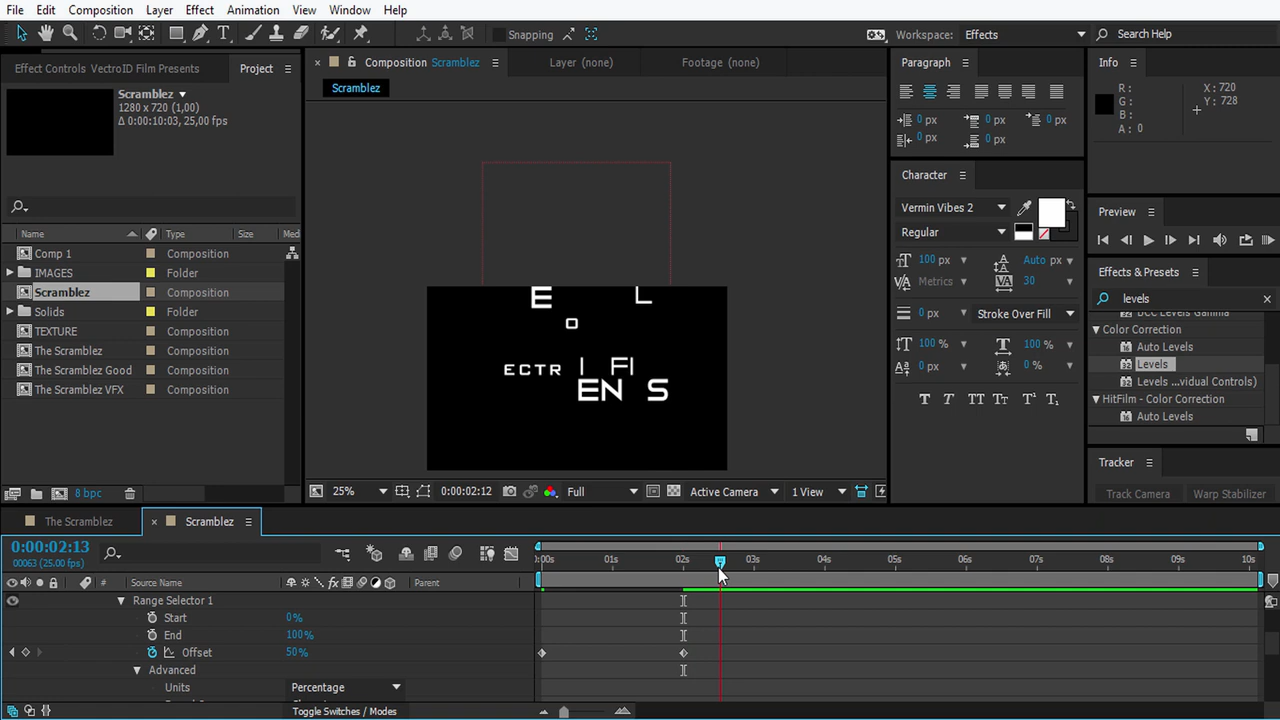 File Edit Composition Layer Effect Animation View Window Help
Snapping
Workspace: Effects
Search Help
Effect Controls VectroID Film Presents
Project
Composition Scramblez
Layer (none)
Footage (none)
Paragraph
Info
Scramblez
1280 x 720 (1,00)
Δ 0:00:10:03, 25,00 fps
Scramblez
0 px 0 px 0 px
0 px 0 px
R:
G:
B:
A: 0
X: 720
Y: 728
Character
Vermin Vibes 2
Regular
Preview
100 px Auto px
Metrics 30
0 px Stroke Over Fill
100 % 100 %
0 px 0 %
T T TT Tт T¹ T₁
Effects & Presets
levels
Color Correction
Auto Levels
Levels
Levels ...vidual Controls)
HitFilm - Color Correction
Auto Levels
Tracker
Track Camera Warp Stabilizer
Name Type Size Med
Comp 1 Composition
IMAGES Folder
Scramblez Composition
Solids Folder
TEXTURE Composition
The Scramblez Composition
The Scramblez Good Composition
The Scramblez VFX Composition
8 bpc
E L
O
ECTR I FI
EN S
25% 0:00:02:12 Full Active Camera 1 View
The Scramblez
Scramblez
0:00:02:13
00063 (25.00 fps)
:00s 01s 02s 03s 04s 05s 06s 07s 08s 09s 10s
# Source Name Parent
Range Selector 1
Start 0%
End 100%
Offset 50%
Advanced
Units Percentage
Toggle Switches / Modes